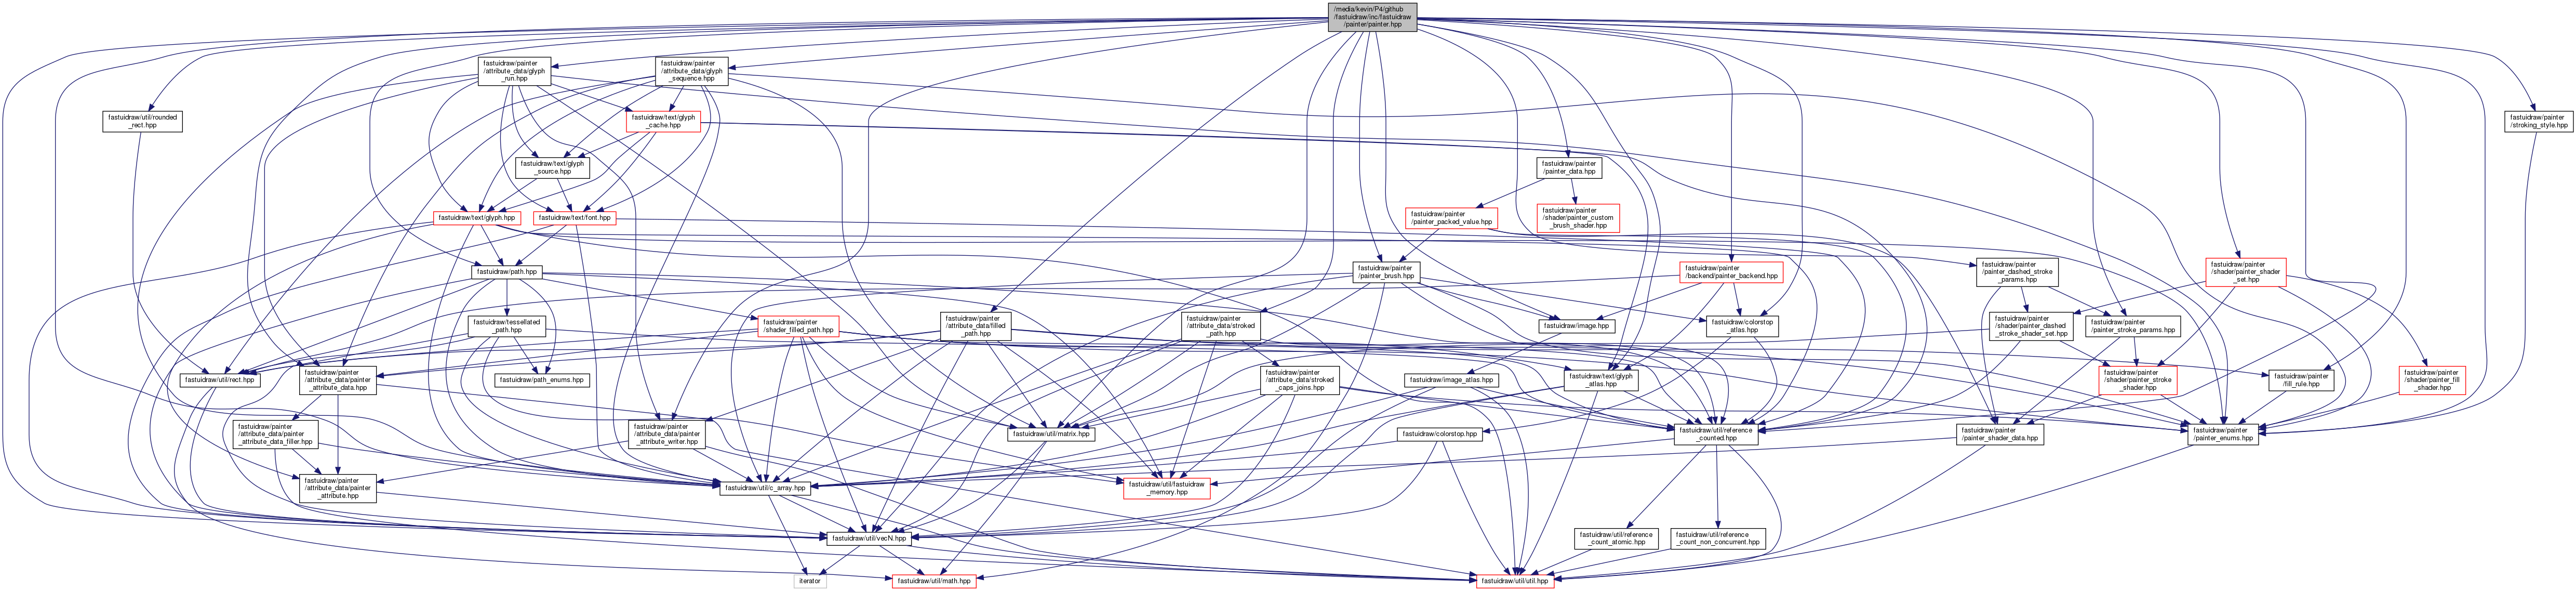 /media/kevin/P4/github
/fastuidraw/inc/fastuidraw
/painter/painter.hpp
fastuidraw/painter
/attribute_data/glyph
_run.hpp
fastuidraw/painter
/attribute_data/glyph
_sequence.hpp
fastuidraw/util/rounded
_rect.hpp
fastuidraw/text/glyph
_cache.hpp
fastuidraw/painter
/stroking_style.hpp
fastuidraw/text/glyph
_source.hpp
fastuidraw/painter
/painter_data.hpp
fastuidraw/text/glyph.hpp
fastuidraw/text/font.hpp
fastuidraw/painter
/painter_packed_value.hpp
fastuidraw/painter
/shader/painter_custom
_brush_shader.hpp
fastuidraw/path.hpp
fastuidraw/painter
/painter_brush.hpp
fastuidraw/painter
/backend/painter_backend.hpp
fastuidraw/painter
/painter_dashed_stroke
_params.hpp
fastuidraw/painter
/shader/painter_shader
_set.hpp
fastuidraw/tessellated
_path.hpp
fastuidraw/painter
/shader_filled_path.hpp
fastuidraw/painter
/attribute_data/filled
_path.hpp
fastuidraw/painter
/attribute_data/stroked
_path.hpp
fastuidraw/image.hpp
fastuidraw/colorstop
_atlas.hpp
fastuidraw/painter
/shader/painter_dashed
_stroke_shader_set.hpp
fastuidraw/painter
/painter_stroke_params.hpp
fastuidraw/util/rect.hpp
fastuidraw/painter
/attribute_data/painter
_attribute_data.hpp
fastuidraw/path_enums.hpp
fastuidraw/painter
/attribute_data/stroked
_caps_joins.hpp
fastuidraw/image_atlas.hpp
fastuidraw/text/glyph
_atlas.hpp
fastuidraw/painter
/shader/painter_stroke
_shader.hpp
fastuidraw/painter
/fill_rule.hpp
fastuidraw/painter
/shader/painter_fill
_shader.hpp
fastuidraw/painter
/attribute_data/painter
_attribute_data_filler.hpp
fastuidraw/painter
/attribute_data/painter
_attribute_writer.hpp
fastuidraw/util/matrix.hpp
fastuidraw/colorstop.hpp
fastuidraw/util/reference
_counted.hpp
fastuidraw/painter
/painter_shader_data.hpp
fastuidraw/painter
/painter_enums.hpp
fastuidraw/painter
/attribute_data/painter
_attribute.hpp
fastuidraw/util/c_array.hpp
fastuidraw/util/fastuidraw
_memory.hpp
fastuidraw/util/vecN.hpp
fastuidraw/util/reference
_count_atomic.hpp
fastuidraw/util/reference
_count_non_concurrent.hpp
iterator
fastuidraw/util/math.hpp
fastuidraw/util/util.hpp